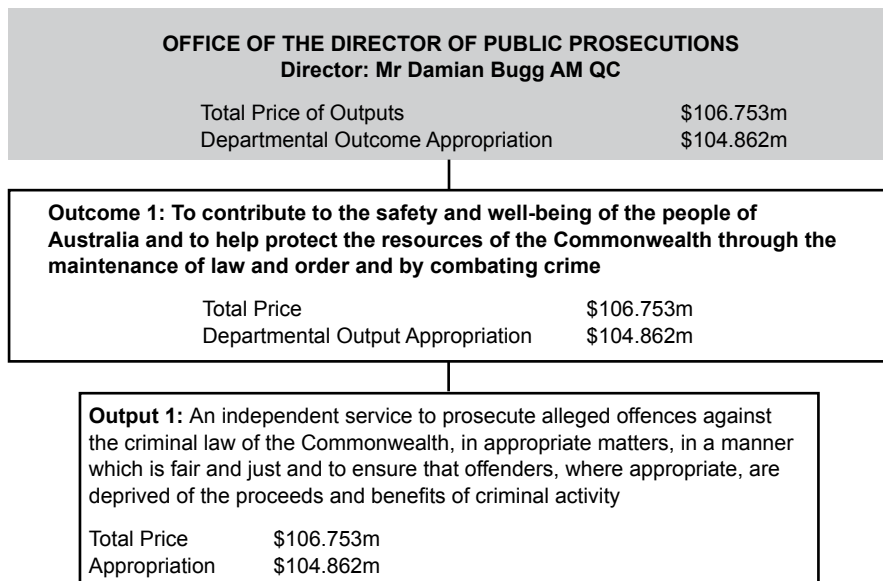 OFFICE OF THE DIRECTOR OF PUBLIC PROSECUTIONS
Director: Mr Damian Bugg AM QC
Total Price of Outputs $106.753m
Departmental Outcome Appropriation $104.862m
Outcome 1: To contribute to the safety and well-being of the people of
Australia and to help protect the resources of the Commonwealth through the
maintenance of law and order and by combating crime
Total Price $106.753m
Departmental Output Appropriation $104.862m
Output 1: An independent service to prosecute alleged offences against
the criminal law of the Commonwealth, in appropriate matters, in a manner
which is fair and just and to ensure that offenders, where appropriate, are
deprived of the proceeds and benefits of criminal activity
Total Price $106.753m
Appropriation $104.862m